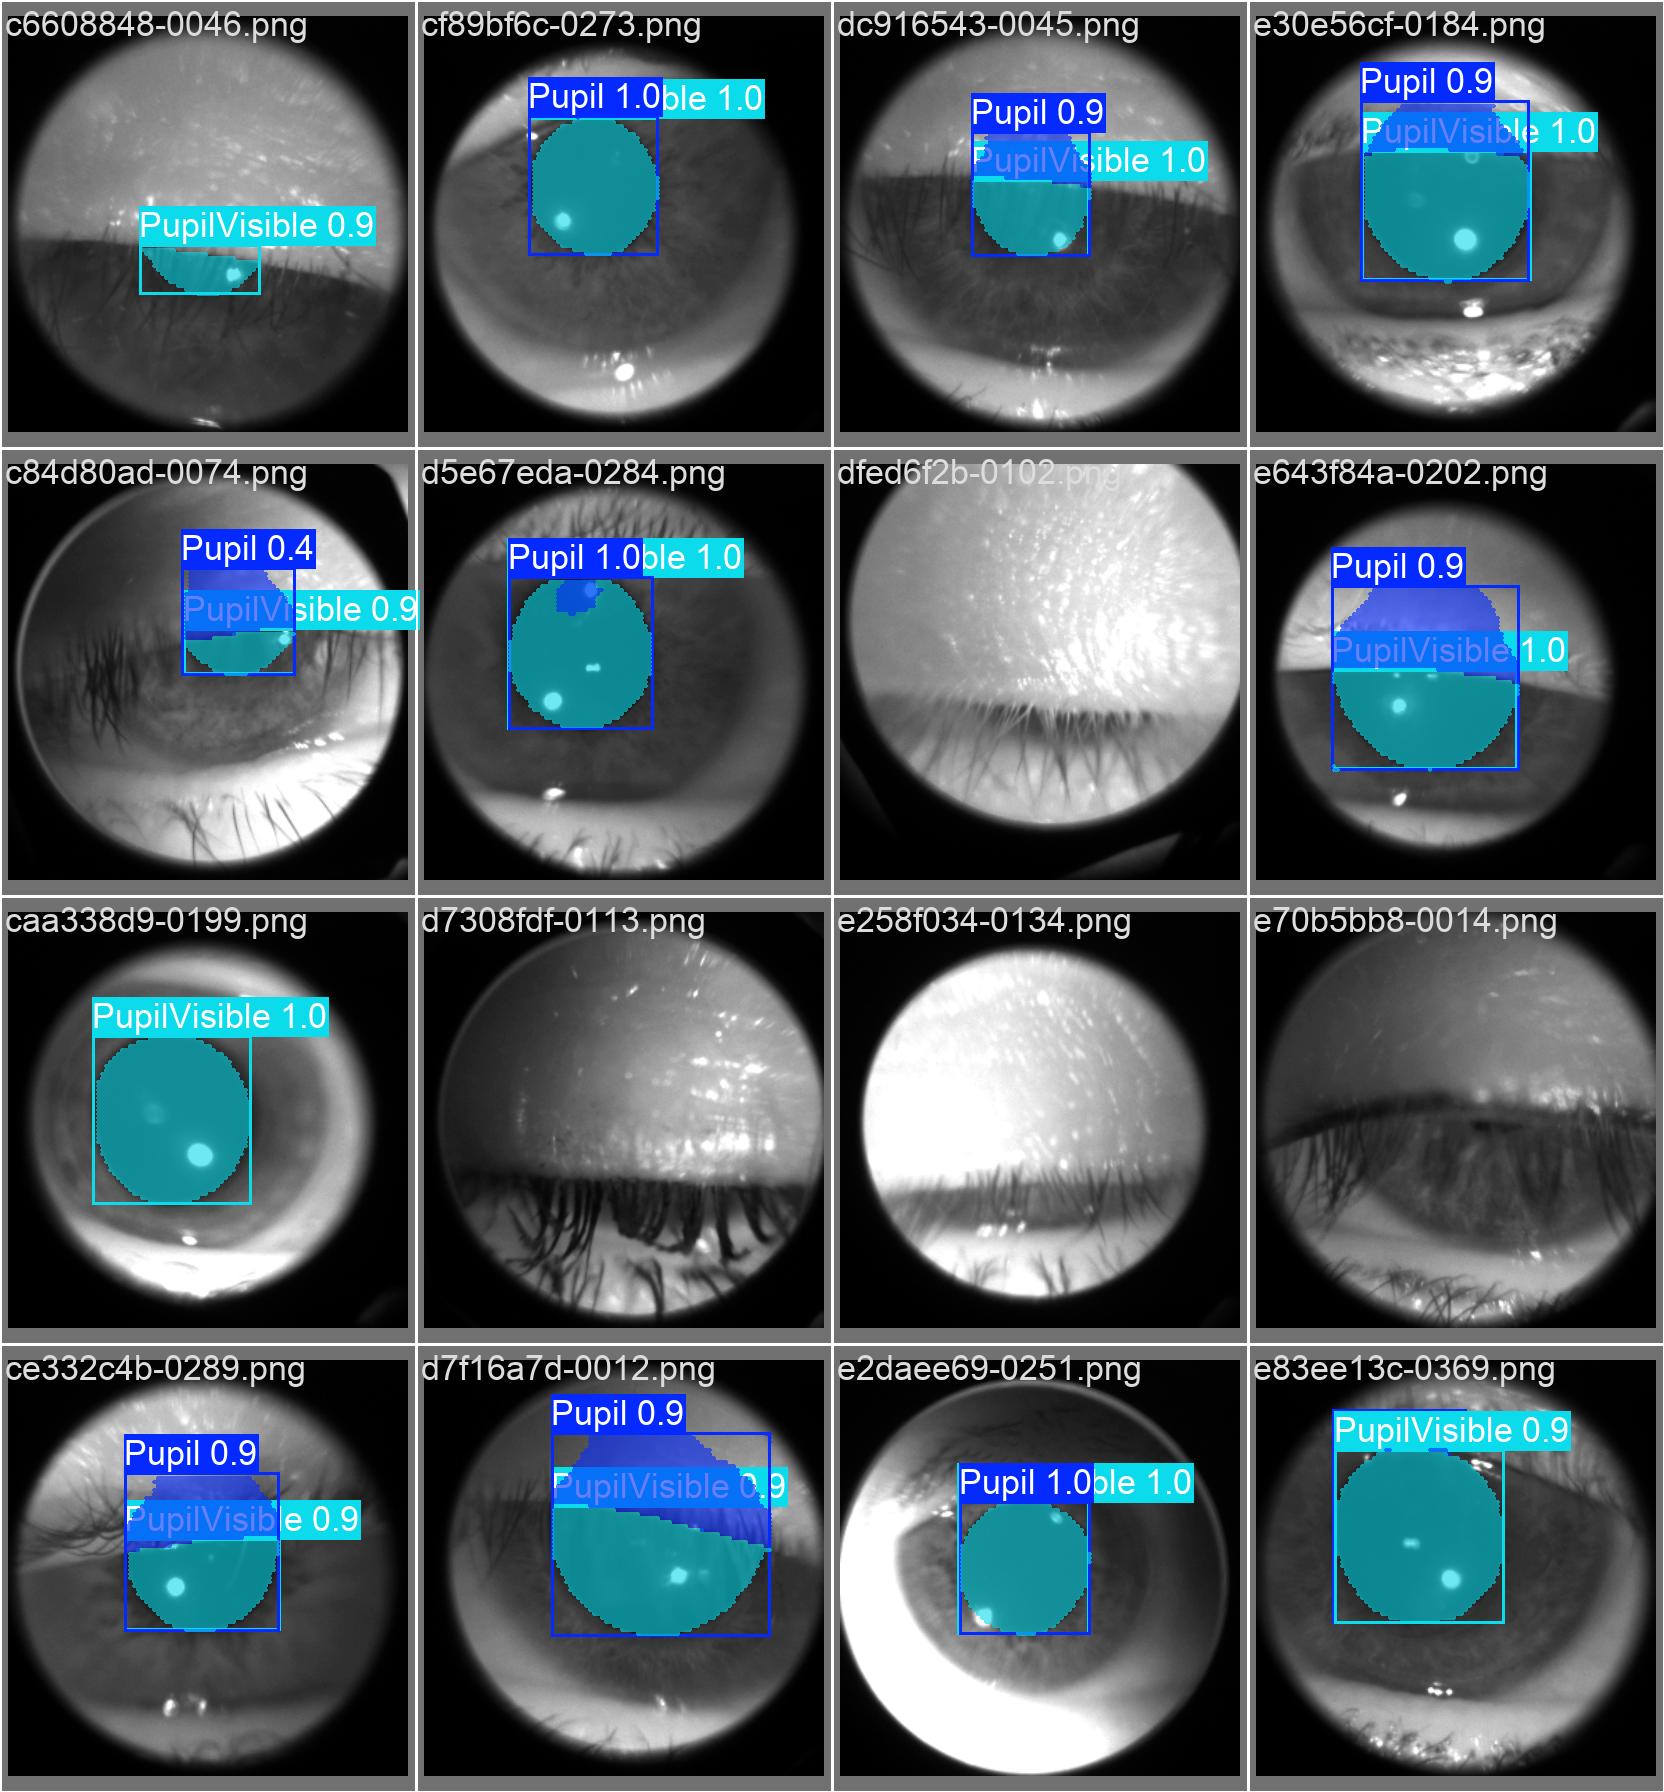 c6608848-0046.png
PupilVisible 0.9
cf89bf6c-0273.png
Pupil 1.0ble 1.0
dc916543-0045.png
Pupil 0.9
PupilVisible 1.0
e30e56cf-0184.png
Pupil 0.9
PupilVisible 1.0
c84d80ad-0074.png
Pupil 0.4
PupilVisible 0.9
d5e67eda-0284.png
Pupil 1.0ble 1.0
dfed6f2b-0102.png
e643f84a-0202.png
Pupil 0.9
PupilVisible 1.0
caa338d9-0199.png
PupilVisible 1.0
d7308fdf-0113.png
e258f034-0134.png
e70b5bb8-0014.png
ce332c4b-0289.png
Pupil 0.9
PupilVisible 0.9
d7f16a7d-0012.png
Pupil 0.9
PupilVisible 0.9
e2daee69-0251.png
Pupil 1.0ble 1.0
e83ee13c-0369.png
PupilVisible 0.9